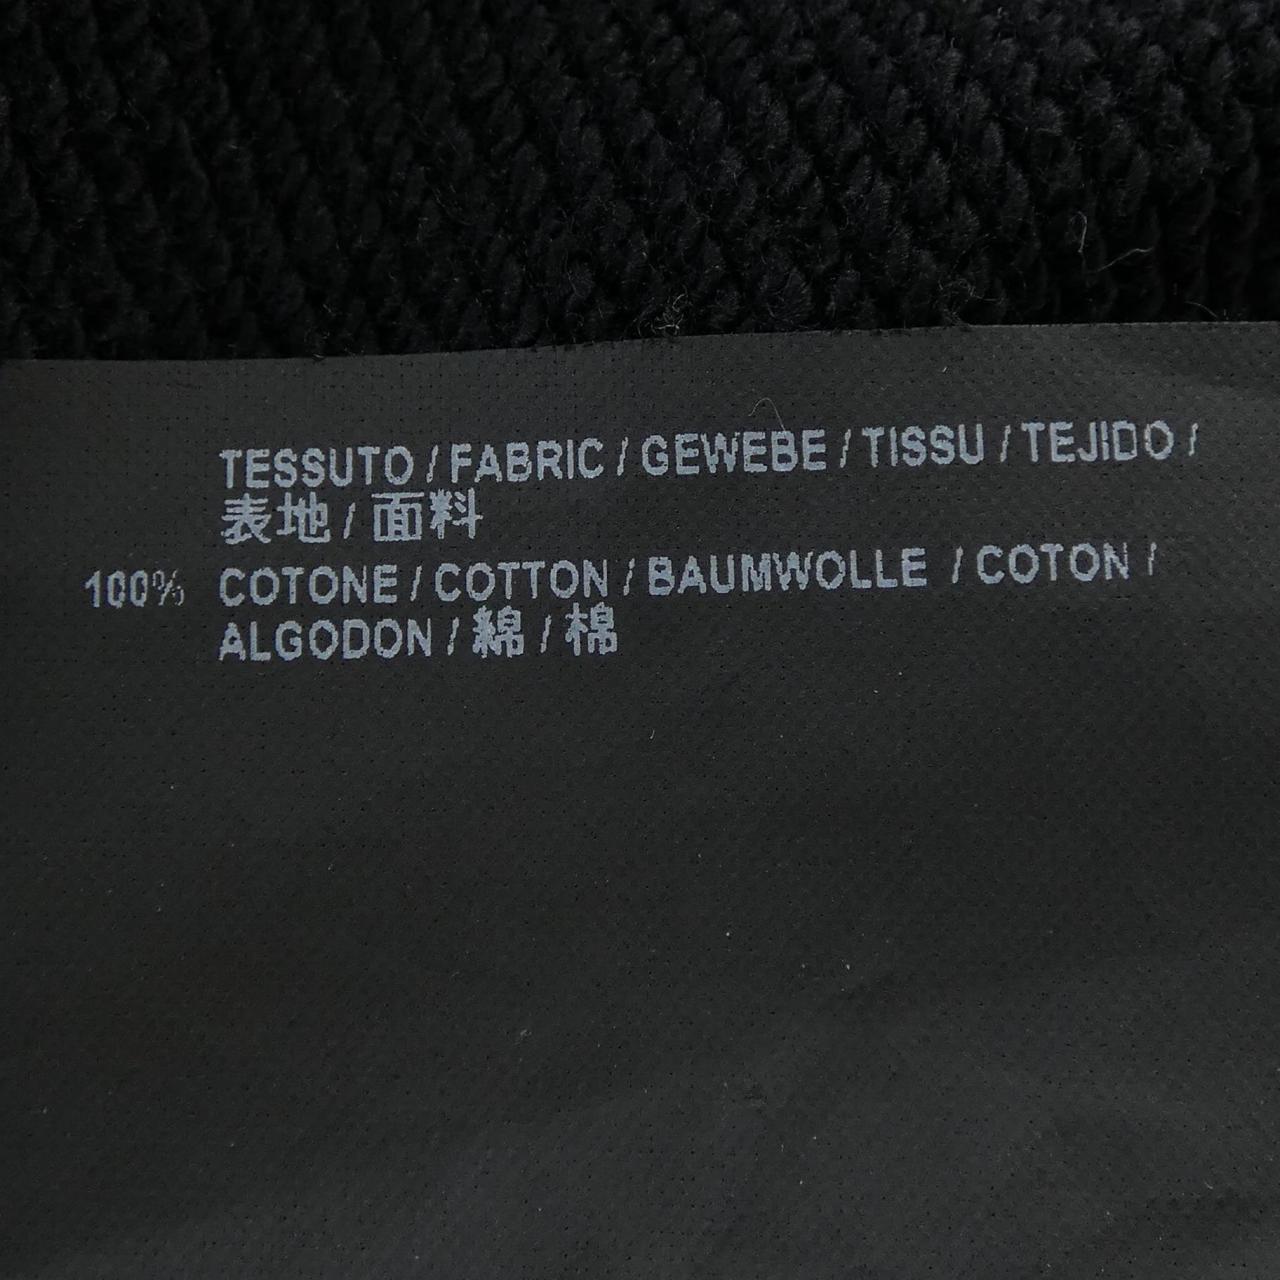 TESSUTO / FABRIC / GEWEBE / TISSU / TEJIDO /
表地 / 面料
100% COTONE / COTTON / BAUMWOLLE / COTON /
ALGODON / 綿 / 棉